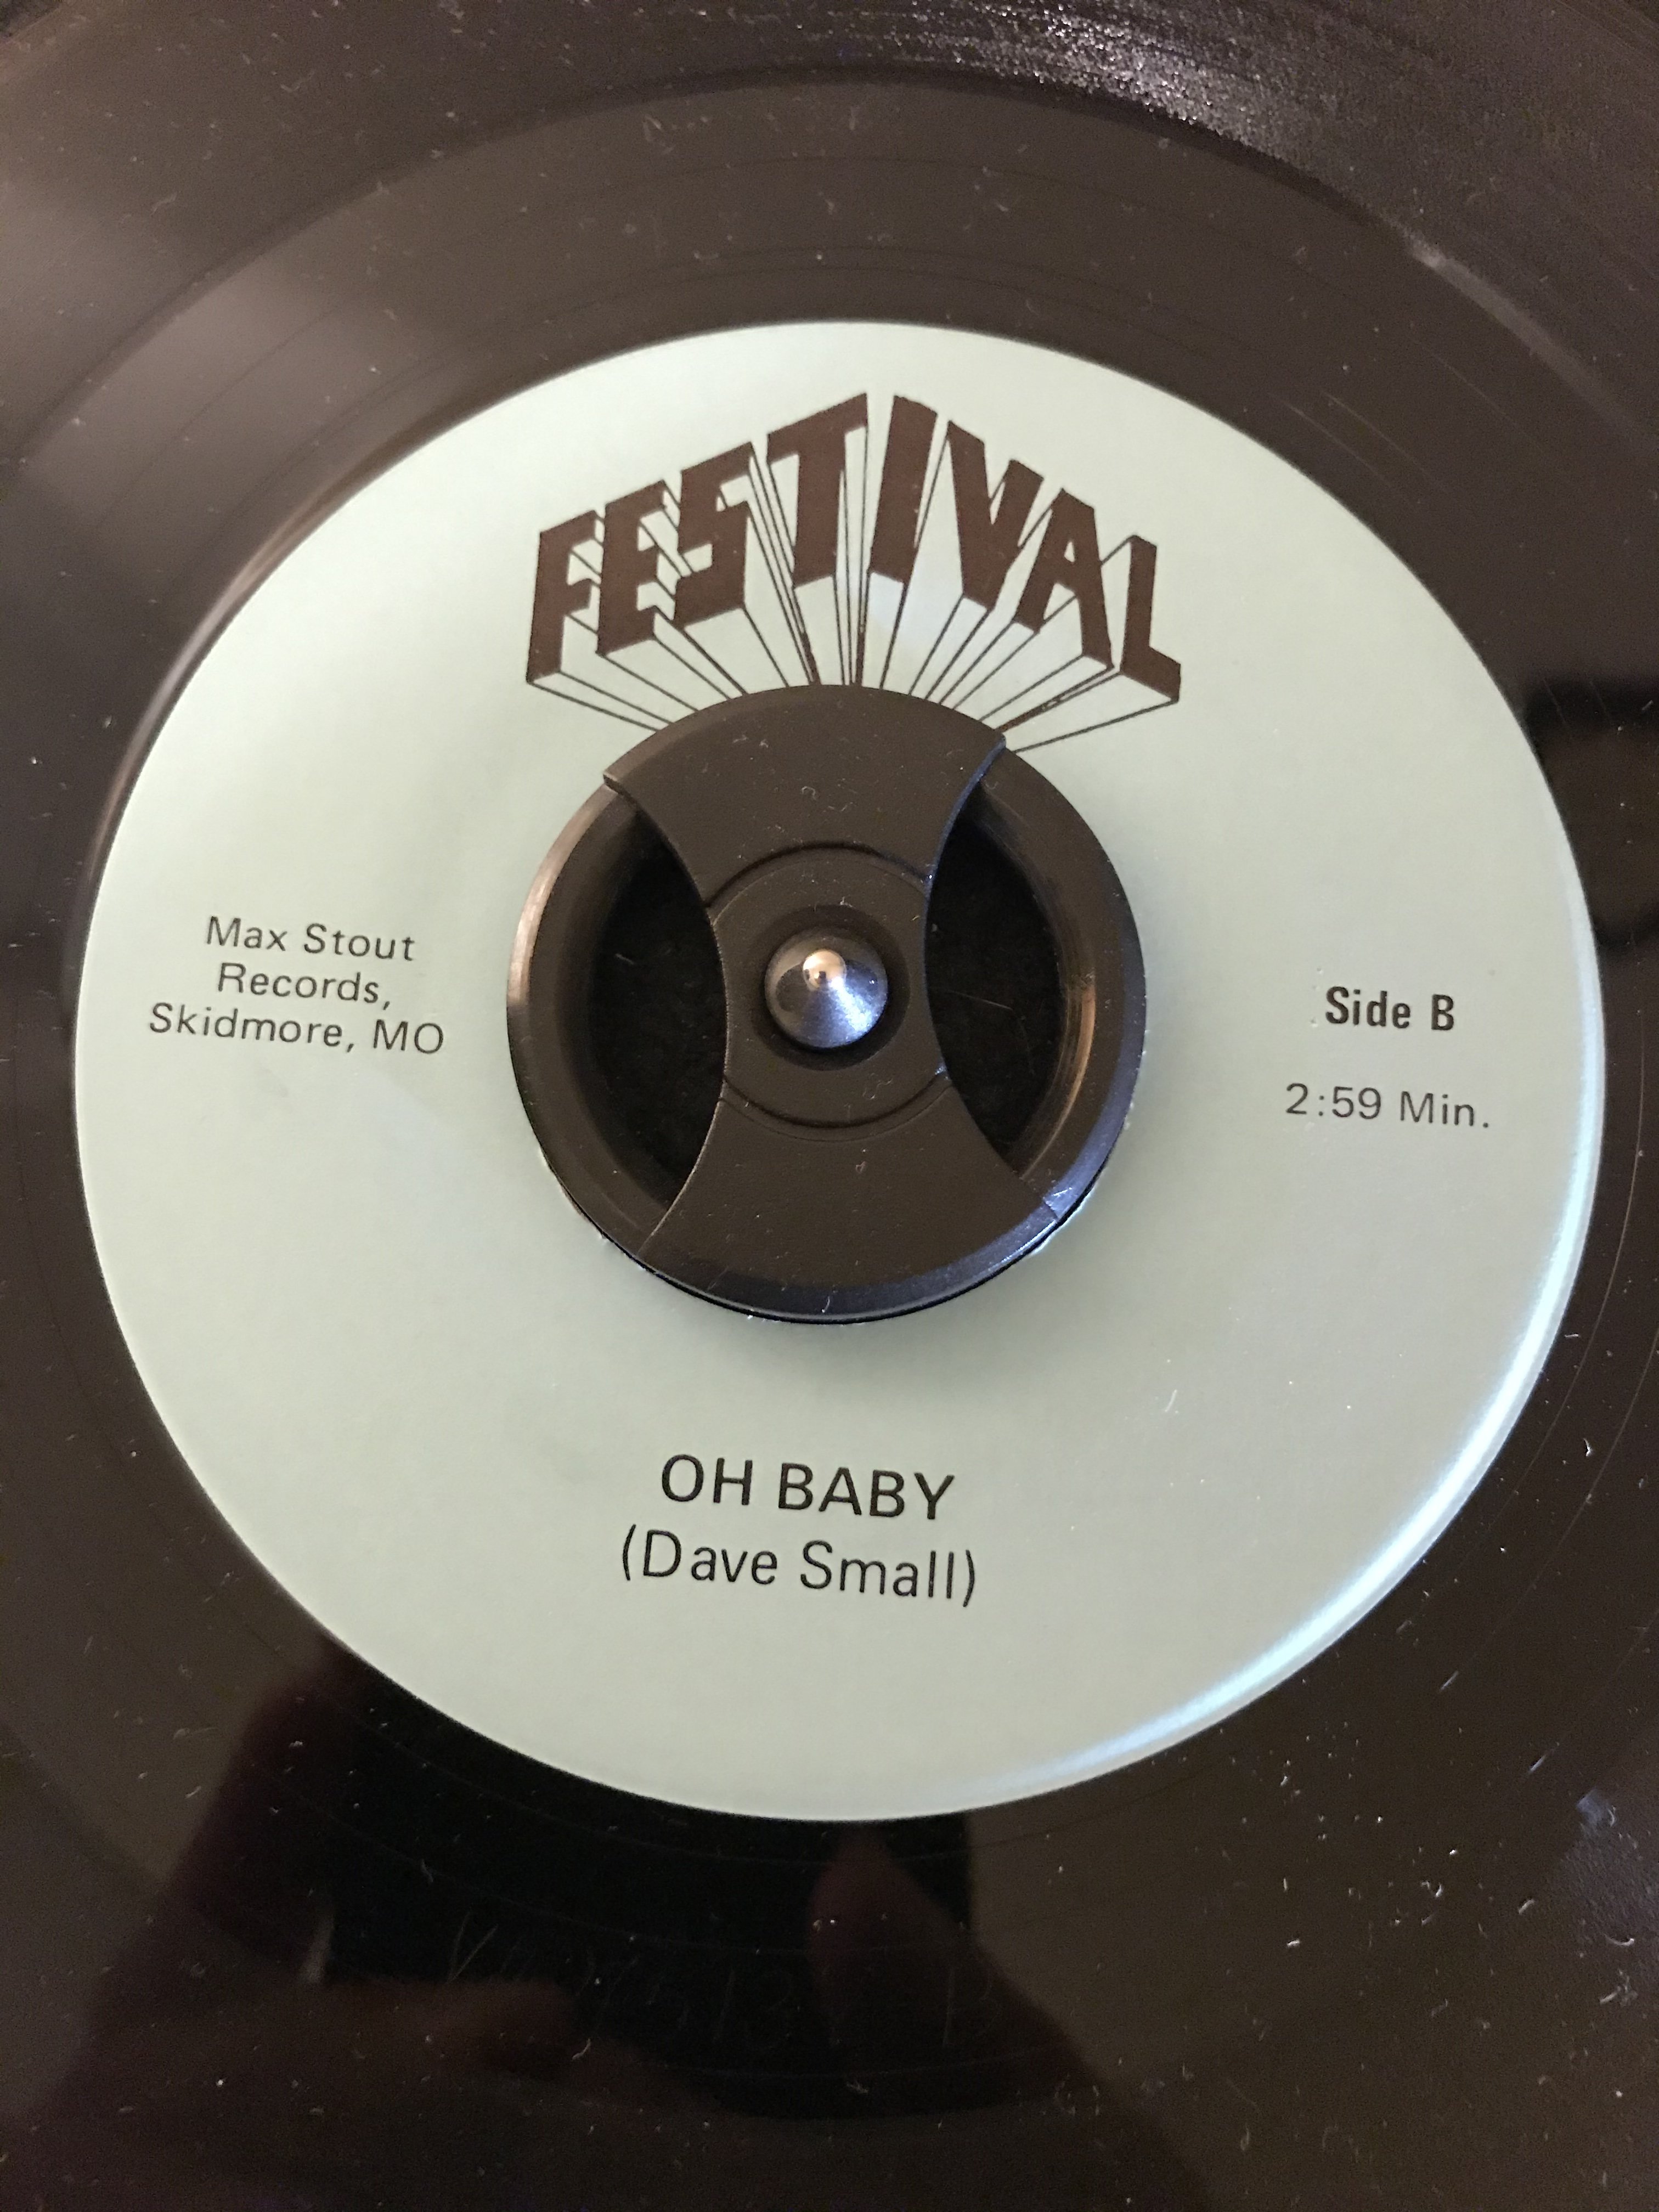 FESTIVAL
Max Stout
Records,
Skidmore, MO
Side B
2:59 Min.
OH BABY
(Dave Small)